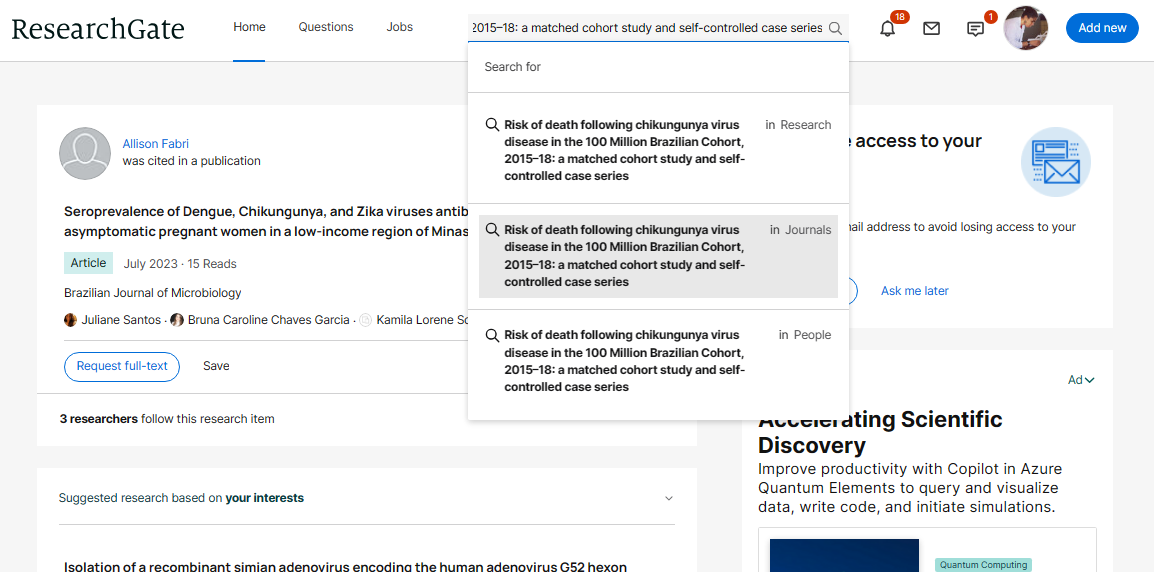 ResearchGate
Home
Questions
Jobs
2015–18: a matched cohort study and self-controlled case series
18
1
Add new
Search for
Risk of death following chikungunya virus
disease in the 100 Million Brazilian Cohort,
2015–18: a matched cohort study and self-
controlled case series
in Research
Risk of death following chikungunya virus
disease in the 100 Million Brazilian Cohort,
2015–18: a matched cohort study and self-
controlled case series
in Journals
Risk of death following chikungunya virus
disease in the 100 Million Brazilian Cohort,
2015–18: a matched cohort study and self-
controlled case series
in People
Allison Fabri
was cited in a publication
Seroprevalence of Dengue, Chikungunya, and Zika viruses antib
asymptomatic pregnant women in a low-income region of Minas
Article
July 2023 · 15 Reads
Brazilian Journal of Microbiology
Juliane Santos · Bruna Caroline Chaves Garcia · Kamila Lorene So
Request full-text
Save
3 researchers follow this research item
Suggested research based on your interests
Isolation of a recombinant simian adenovirus encoding the human adenovirus G52 hexon
access to your
ail address to avoid losing access to your
Ask me later
Ad
Accelerating Scientific
Discovery
Improve productivity with Copilot in Azure
Quantum Elements to query and visualize
data, write code, and initiate simulations.
Quantum Computing